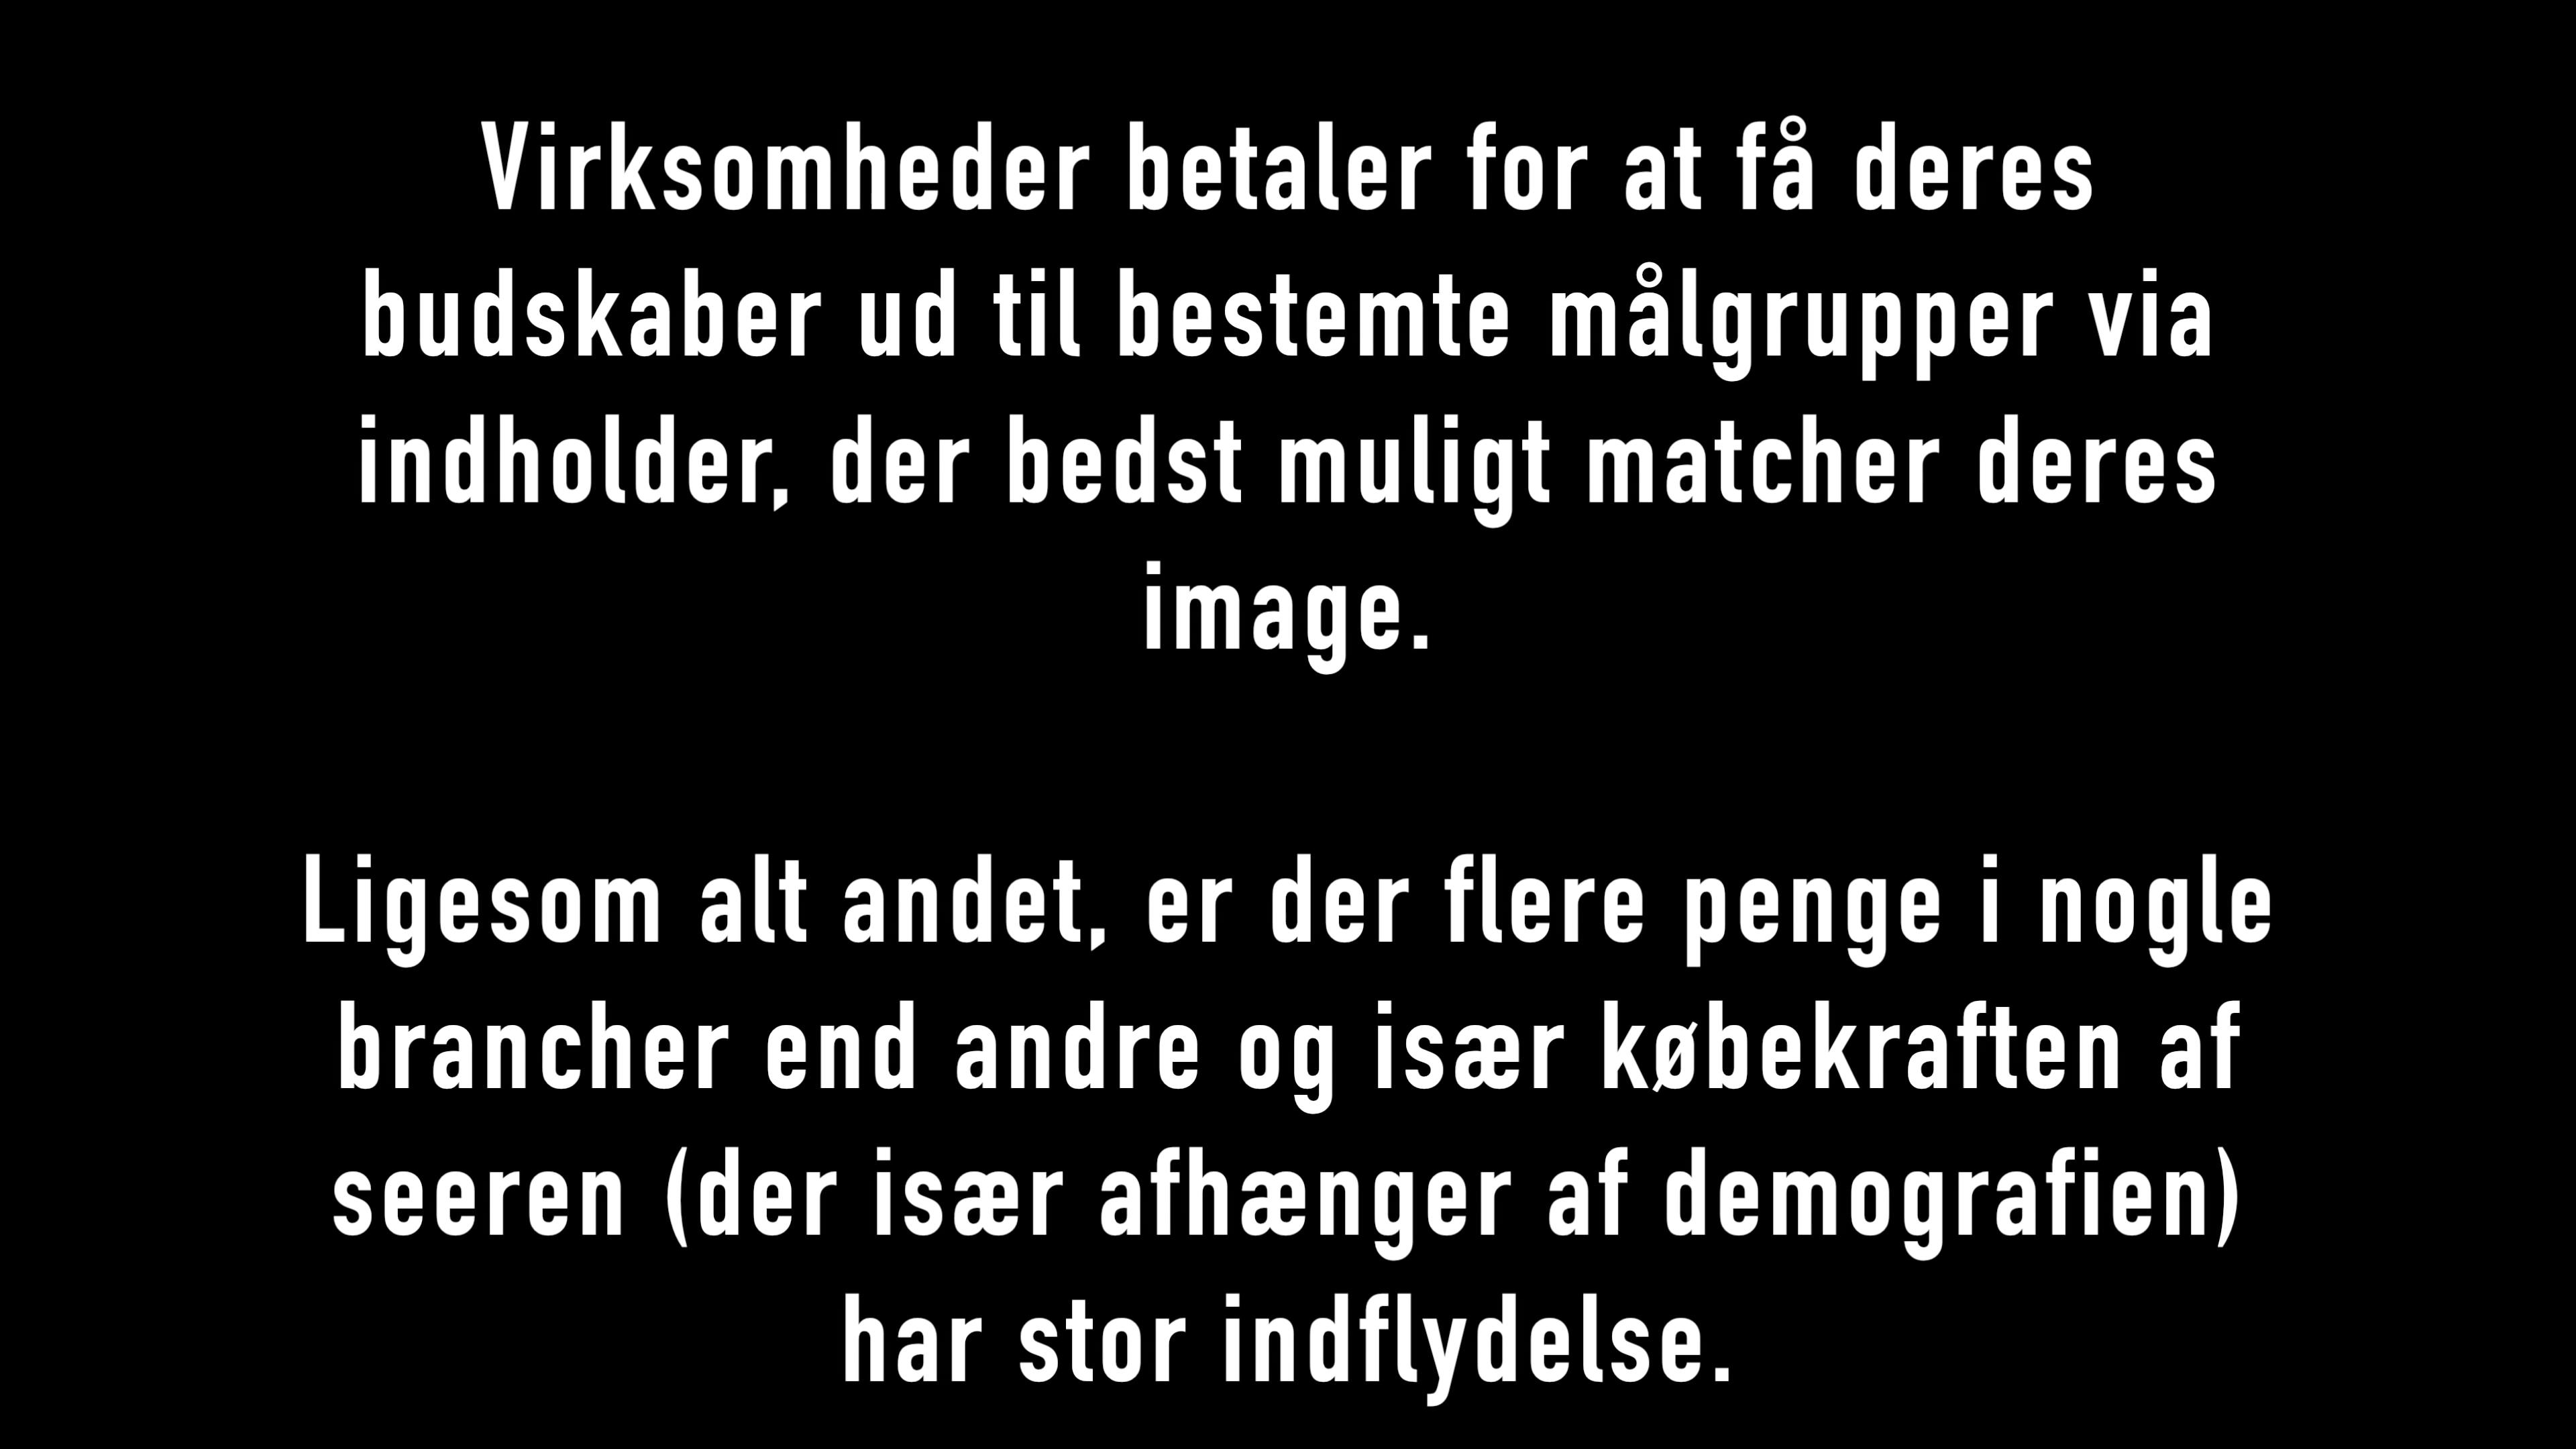 Virksomheder betaler for at få deres
budskaber ud til bestemte målgrupper via
indholder, der bedst muligt matcher deres
image.
Ligesom alt andet, er der flere penge i nogle
brancher end andre og især købekraften af
seeren (der især afhænger af demografien)
har stor indflydelse.